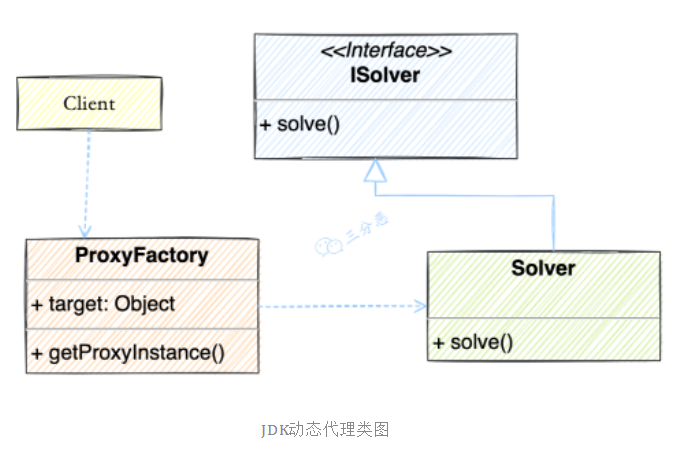 <<Interface>>
ISolver
+ solve()
Client
三分恶
ProxyFactory
+ target: Object
+ getProxyInstance()
Solver
+ solve()
JDK动态代理类图